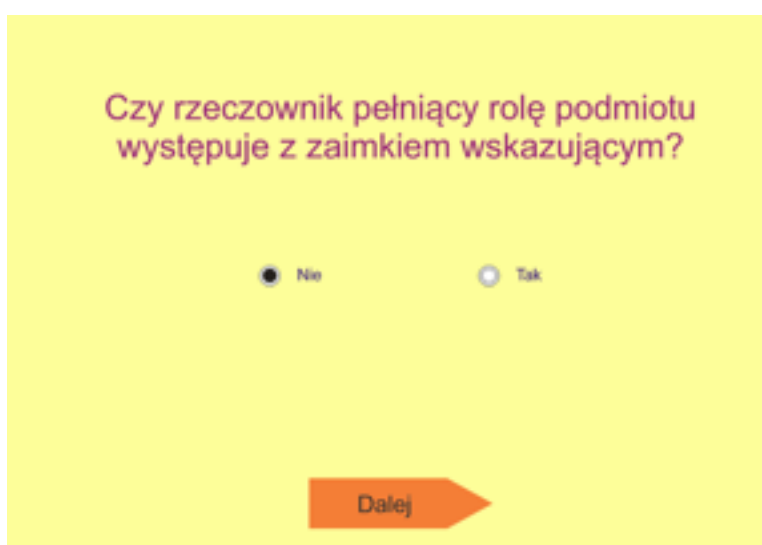 Czy rzeczownik pełniący rolę podmiotu
występuje z zaimkiem wskazującym?
Nie Tak
Dalej